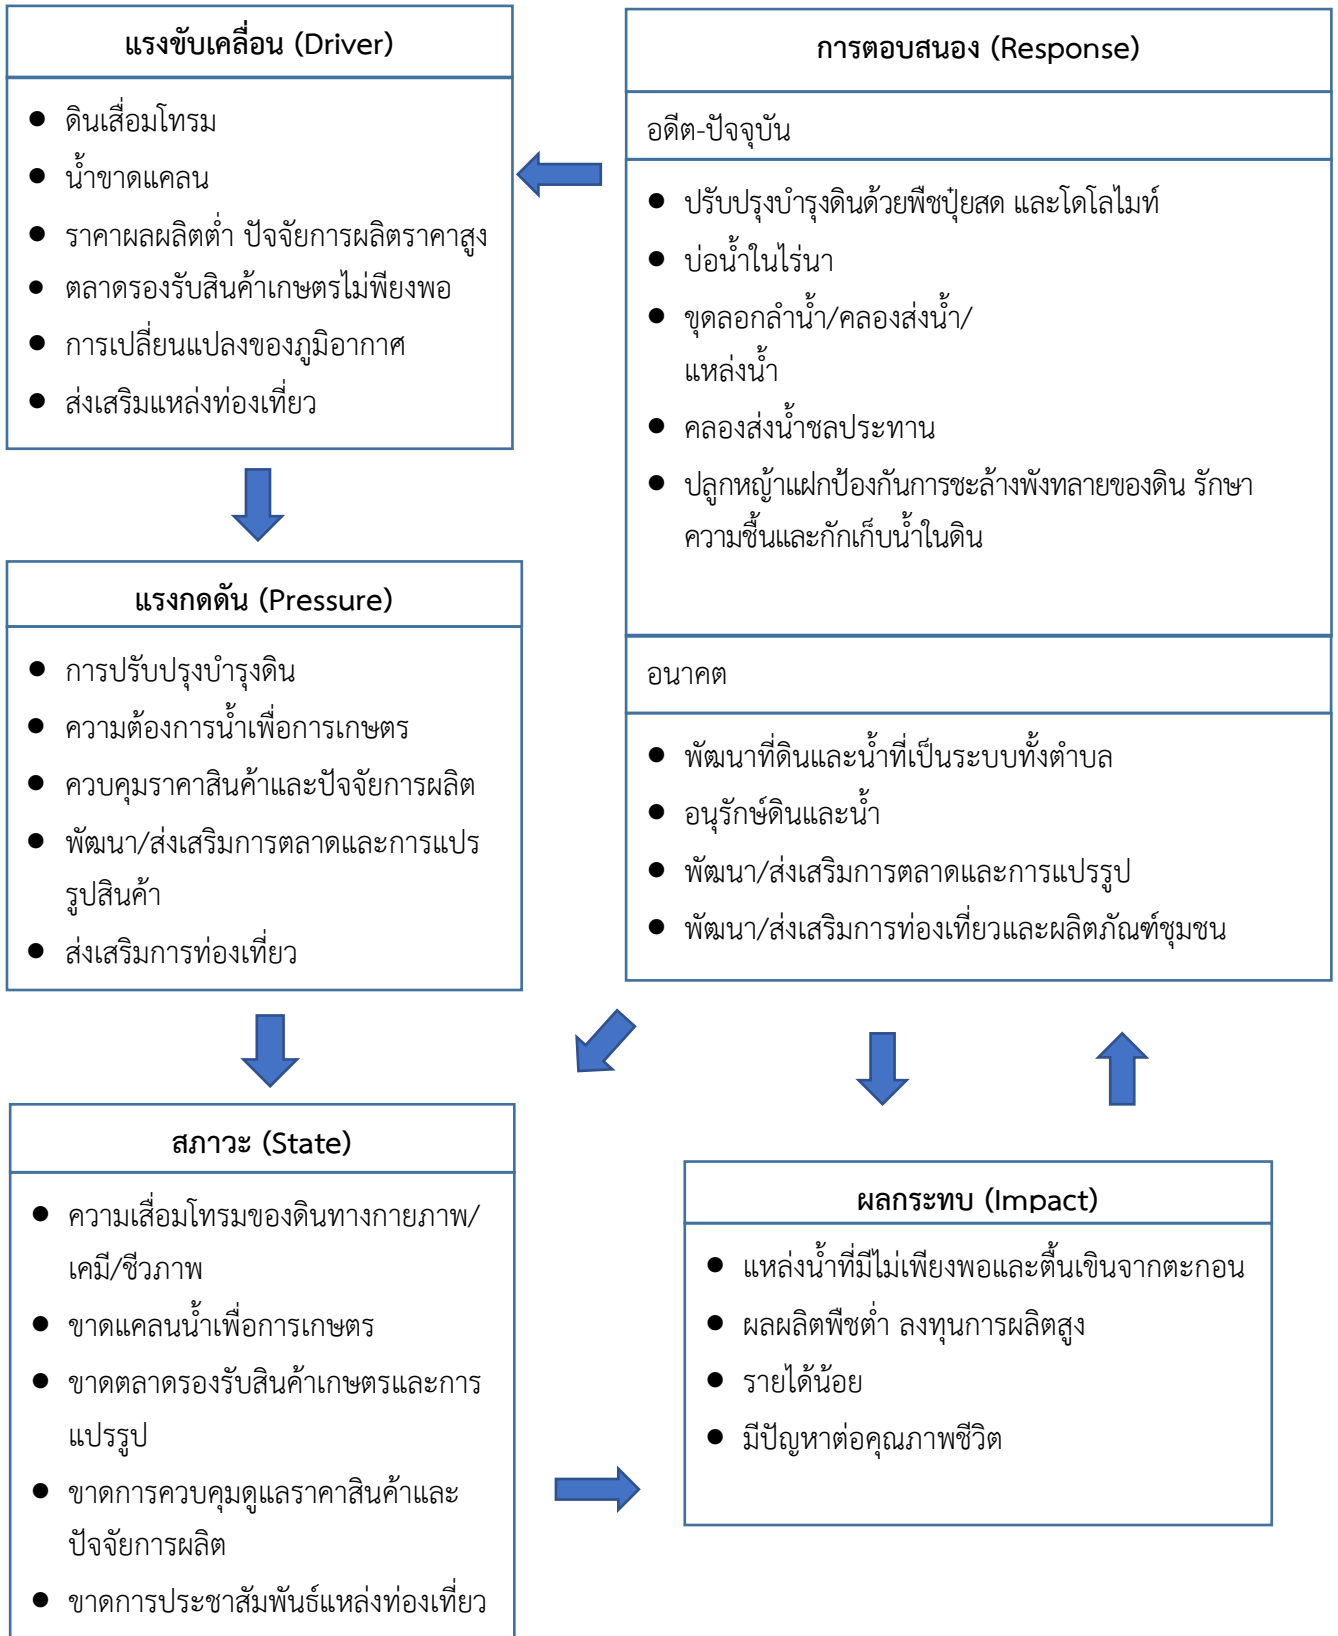 แรงขับเคลื่อน (Driver)
● ดินเสื่อมโทรม
● น้ำขาดแคลน
● ราคาผลผลิตต่ำ ปัจจัยการผลิตราคาสูง
● ตลาดรองรับสินค้าเกษตรไม่พียงพอ
● การเปลี่ยนแปลงของภูมิอากาศ
● ส่งเสริมแหล่งท่องเที่ยว
แรงกดดัน (Pressure)
● การปรับปรุงบำรุงดิน
● ความต้องการน้ำเพื่อการเกษตร
● ควบคุมราคาสินค้าและปัจจัยการผลิต
● พัฒนา/ส่งเสริมการตลาดและการแปร
รูปสินค้า
● ส่งเสริมการท่องเที่ยว
สภาวะ (State)
● ความเสื่อมโทรมของดินทางกายภาพ/
เคมี/ชีวภาพ
● ขาดแคลนน้ำเพื่อการเกษตร
● ขาดตลาดรองรับสินค้าเกษตรและการ
แปรรูป
● ขาดการควบคุมดูแลราคาสินค้าและ
ปัจจัยการผลิต
● ขาดการประชาสัมพันธ์แหล่งท่องเที่ยว
การตอบสนอง (Response)
อดีต-ปัจจุบัน
● ปรับปรุงบำรุงดินด้วยพืชปุ๋ยสด และโดโลไมท์
● บ่อน้ำในไร่นา
● ขุดลอกลำน้ำ/คลองส่งน้ำ/
แหล่งน้ำ
● คลองส่งน้ำชลประทาน
● ปลูกหญ้าแฝกป้องกันการชะล้างพังทลายของดิน รักษา
ความชื้นและกักเก็บน้ำในดิน
อนาคต
● พัฒนาที่ดินและน้ำที่เป็นระบบทั้งตำบล
● อนุรักษ์ดินและน้ำ
● พัฒนา/ส่งเสริมการตลาดและการแปรรูป
● พัฒนา/ส่งเสริมการท่องเที่ยวและผลิตภัณฑ์ชุมชน
ผลกระทบ (Impact)
● แหล่งน้ำที่มีไม่เพียงพอและตื้นเขินจากตะกอน
● ผลผลิตพืชต่ำ ลงทุนการผลิตสูง
● รายได้น้อย
● มีปัญหาต่อคุณภาพชีวิต